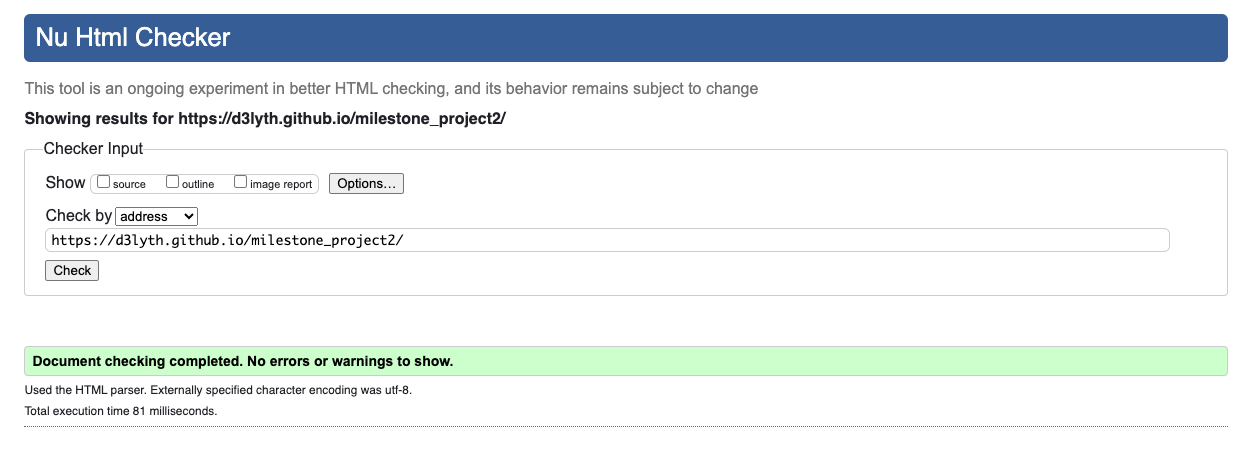 Nu Html Checker
This tool is an ongoing experiment in better HTML checking, and its behavior remains subject to change
Showing results for https://d3lyth.github.io/milestone_project2/
Checker Input
Show source outline image report Options...
Check by address
https://d3lyth.github.io/milestone_project2/
Check
Document checking completed. No errors or warnings to show.
Used the HTML parser. Externally specified character encoding was utf-8.
Total execution time 81 milliseconds.